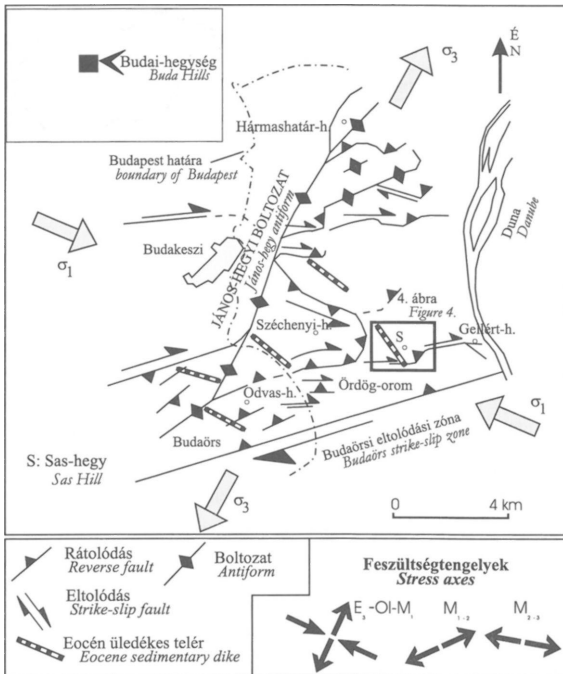 Budai-hegység
Buda Hills
É
N
σ3
Hármashatár-h.
Budapest határa
boundary of Budapest
JÁNOS-HEGYI BOLTOZAT
János-hegy antiform
Duna
Danube
σ1
Budakeszi
4. ábra
Figure 4.
Széchenyi-h.
S
Gellért-h.
Odvas-h.
Ördög-orom
σ1
Budaörs
Budaörsi eltolódási zóna
Budaörs strike-slip zone
S: Sas-hegy
Sas Hill
σ3
0 4 km
Rátolódás
Reverse fault
Boltozat
Antiform
Eltolódás
Strike-slip fault
Eocén üledékes telér
Eocene sedimentary dike
Feszültségtengelyek
Stress axes
E3-Ol-M1 M1-2 M2-3